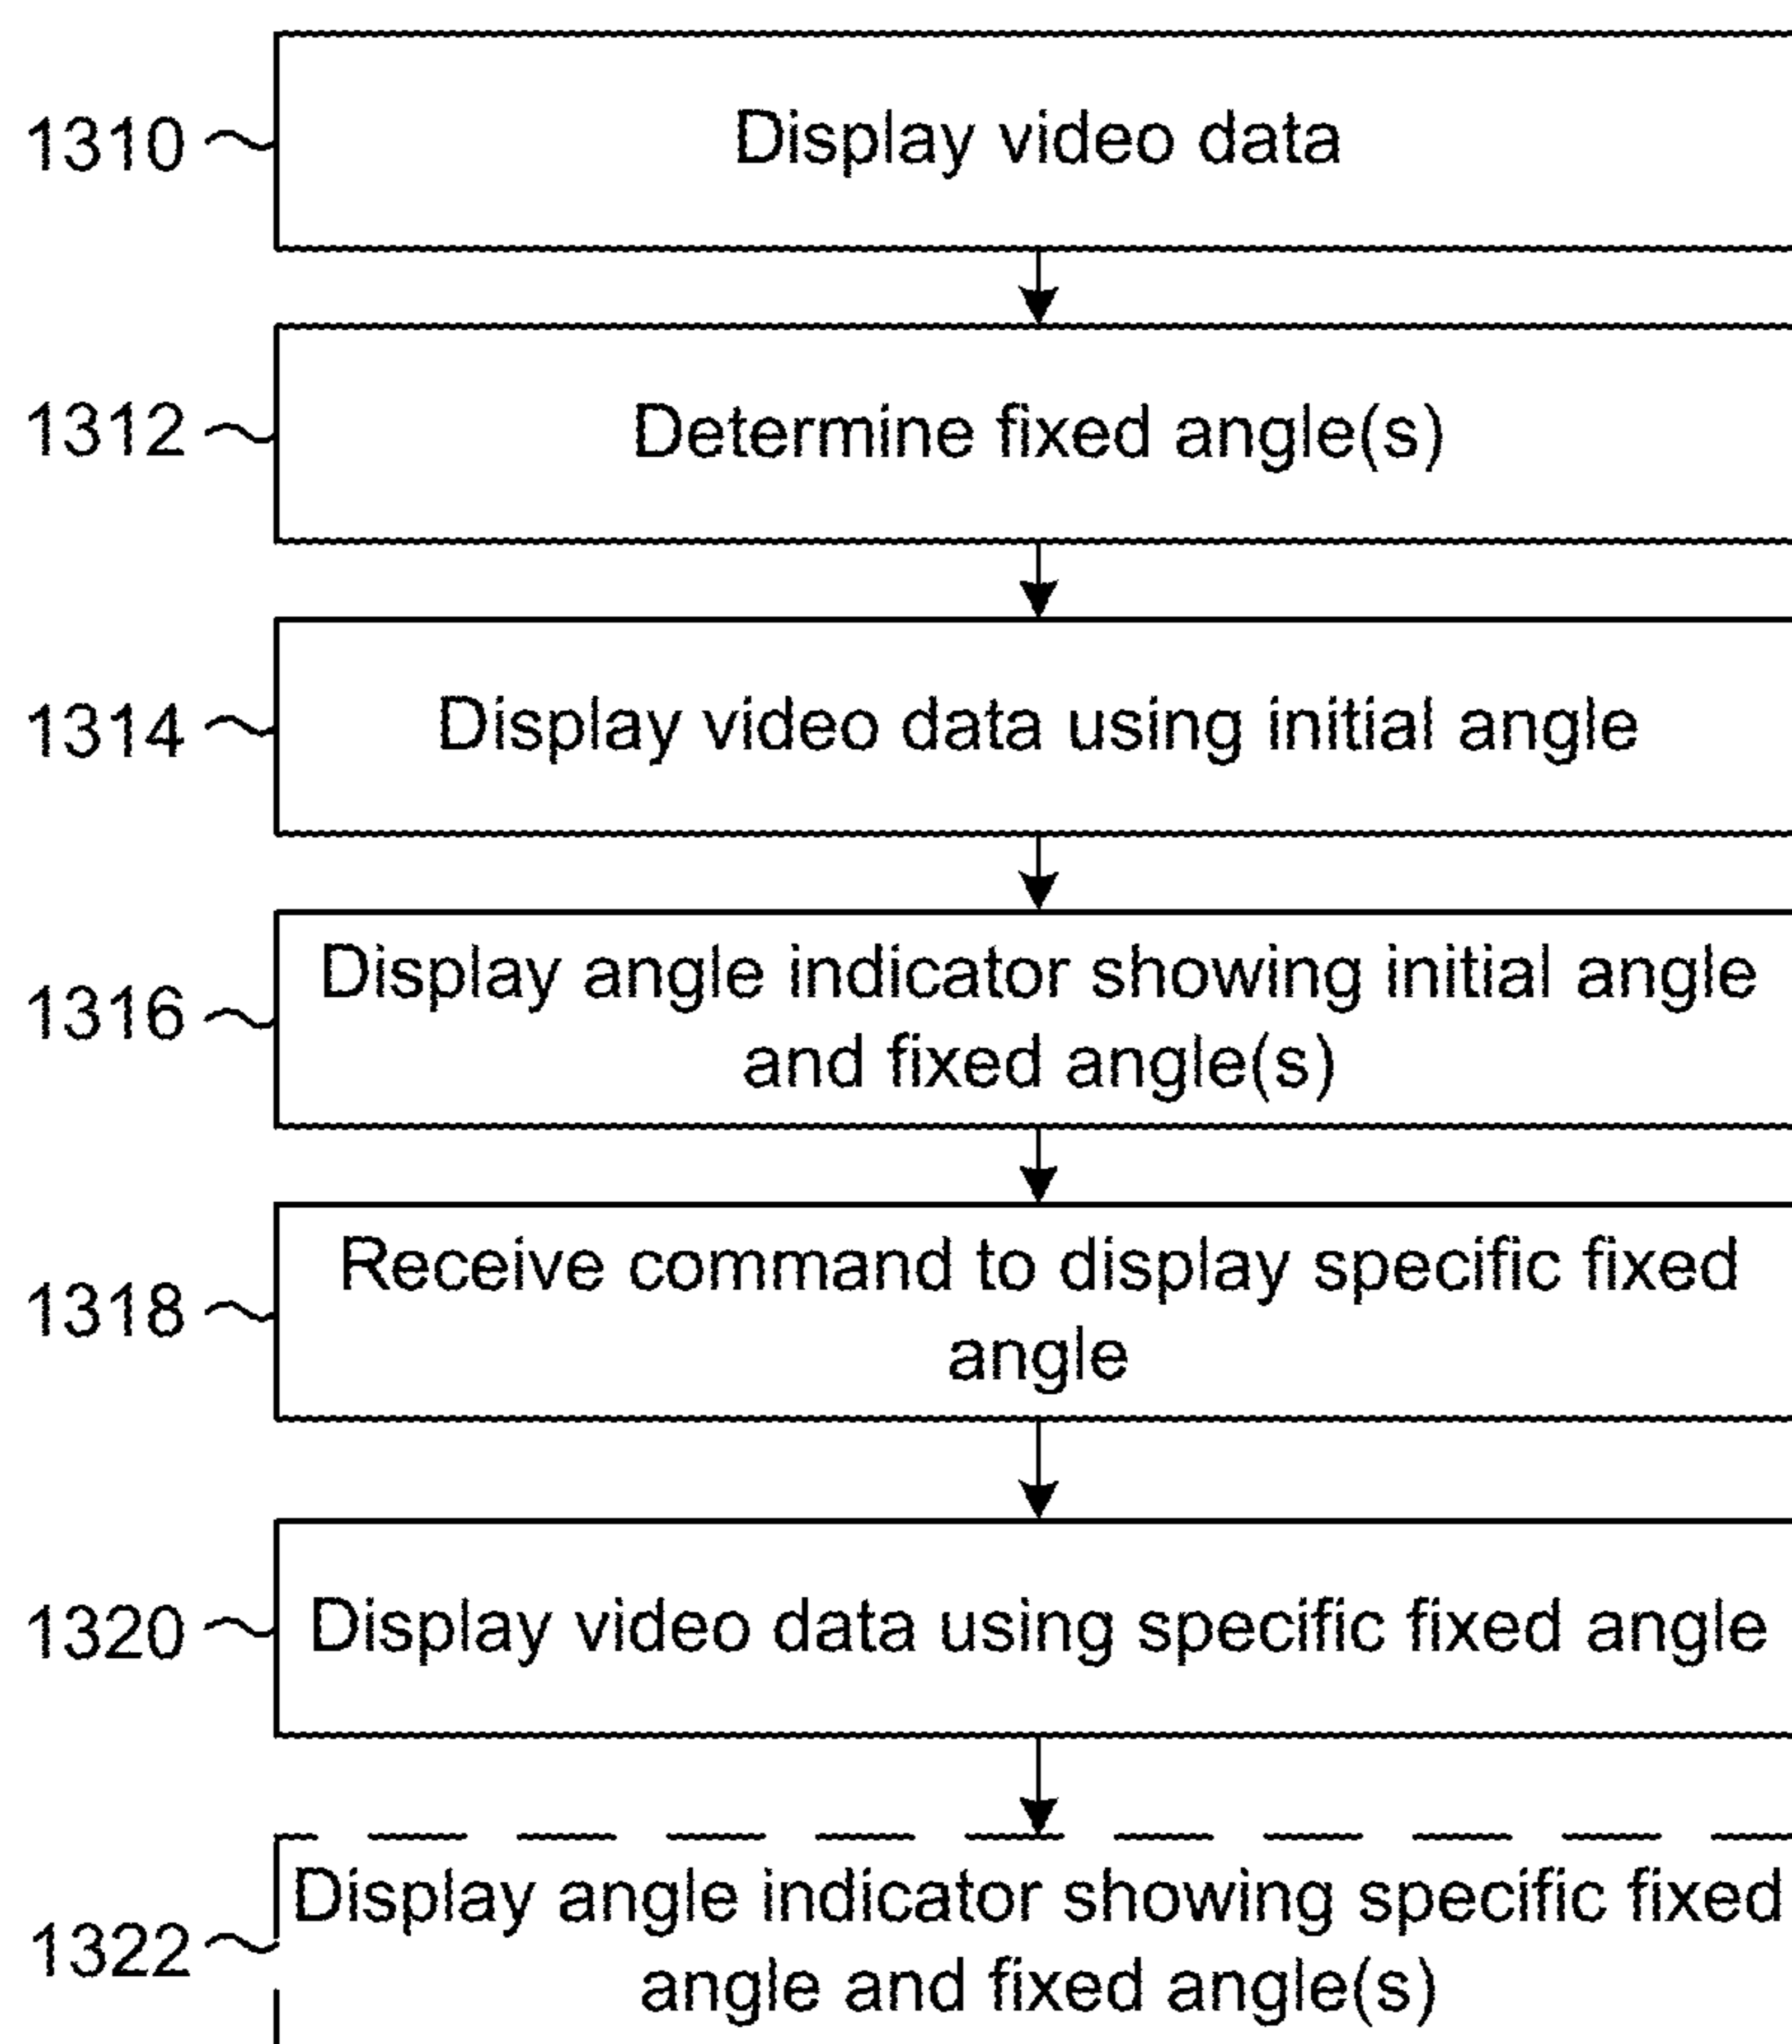 1310
Display video data
1312
Determine fixed angle(s)
1314
Display video data using initial angle
1316
Display angle indicator showing initial angle
and fixed angle(s)
1318
Receive command to display specific fixed
angle
1320
Display video data using specific fixed angle
1322
Display angle indicator showing specific fixed
angle and fixed angle(s)